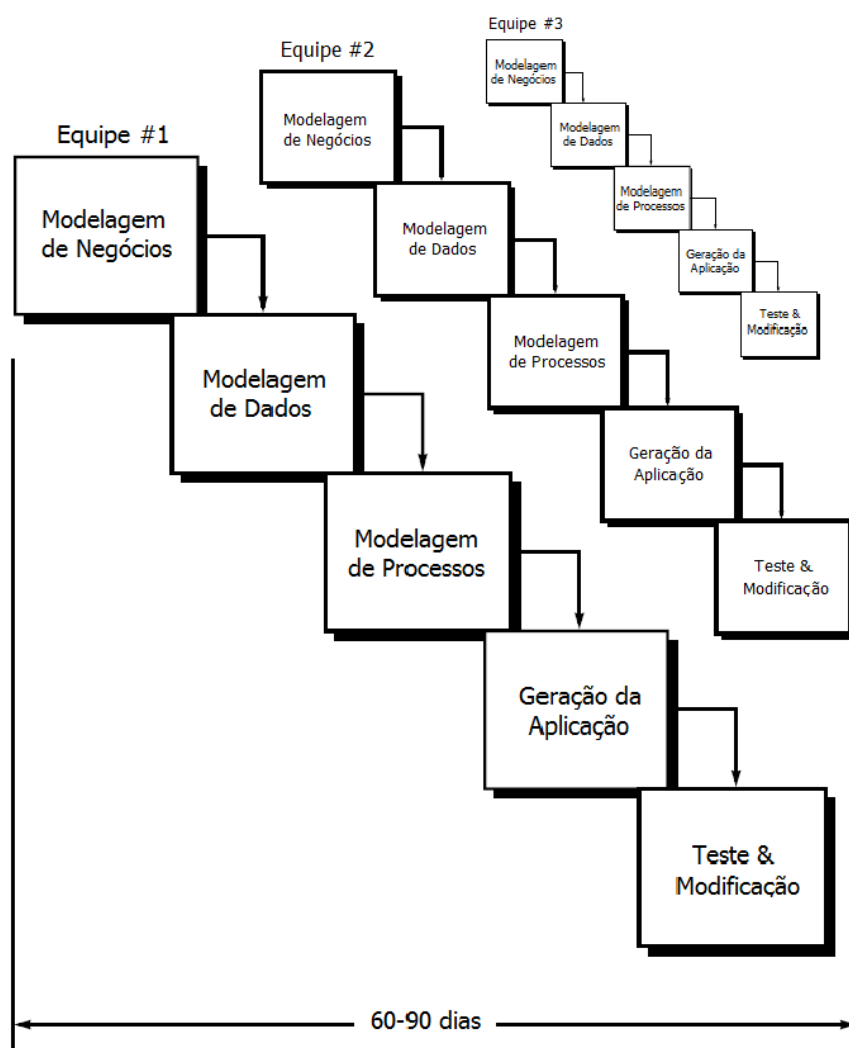 Equipe #1
Modelagem
de Negócios
Modelagem
de Dados
Modelagem
de Processos
Geração da
Aplicação
Teste &
Modificação
Equipe #2
Modelagem
de Negócios
Modelagem
de Dados
Modelagem
de Processos
Geração da
Aplicação
Teste &
Modificação
Equipe #3
Modelagem
de Negócios
Modelagem
de Dados
Modelagem
de Processos
Geração da
Aplicação
Teste &
Modificação
60-90 dias